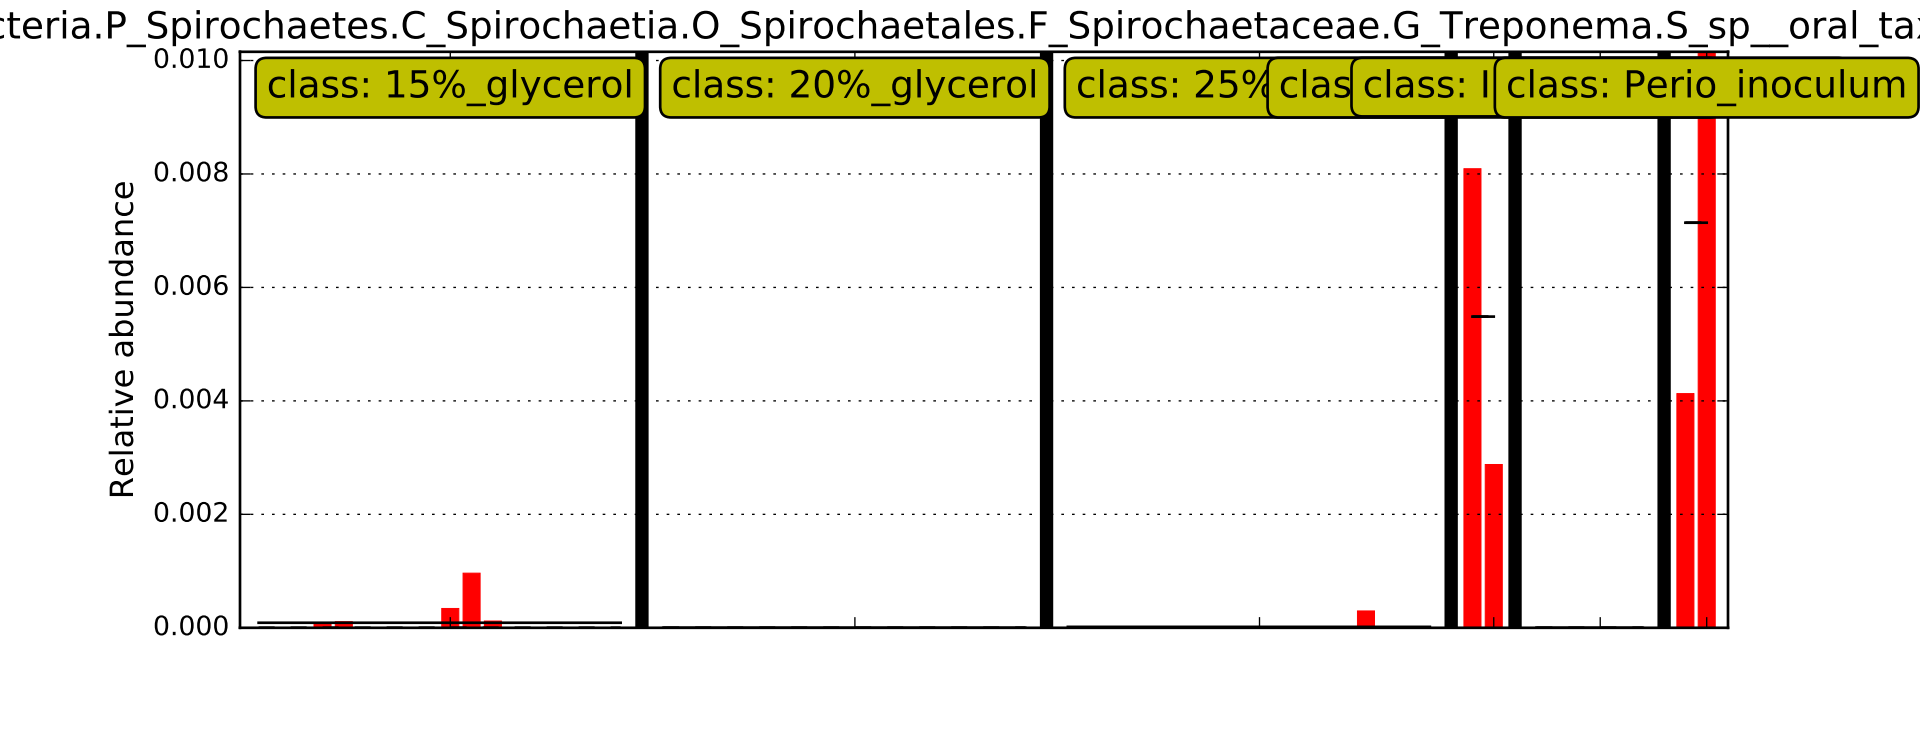 cteria.P_Spirochaetes.C_Spirochaetia.O_Spirochaetales.F_Spirochaetaceae.G_Treponema.S_sp__oral_tax
0.010
class: 15%_glycerol
class: 20%_glycerol
class: 25%
clas
class: I
class: Perio_inoculum
0.008
0.006
0.004
0.002
0.000
Relative abundance